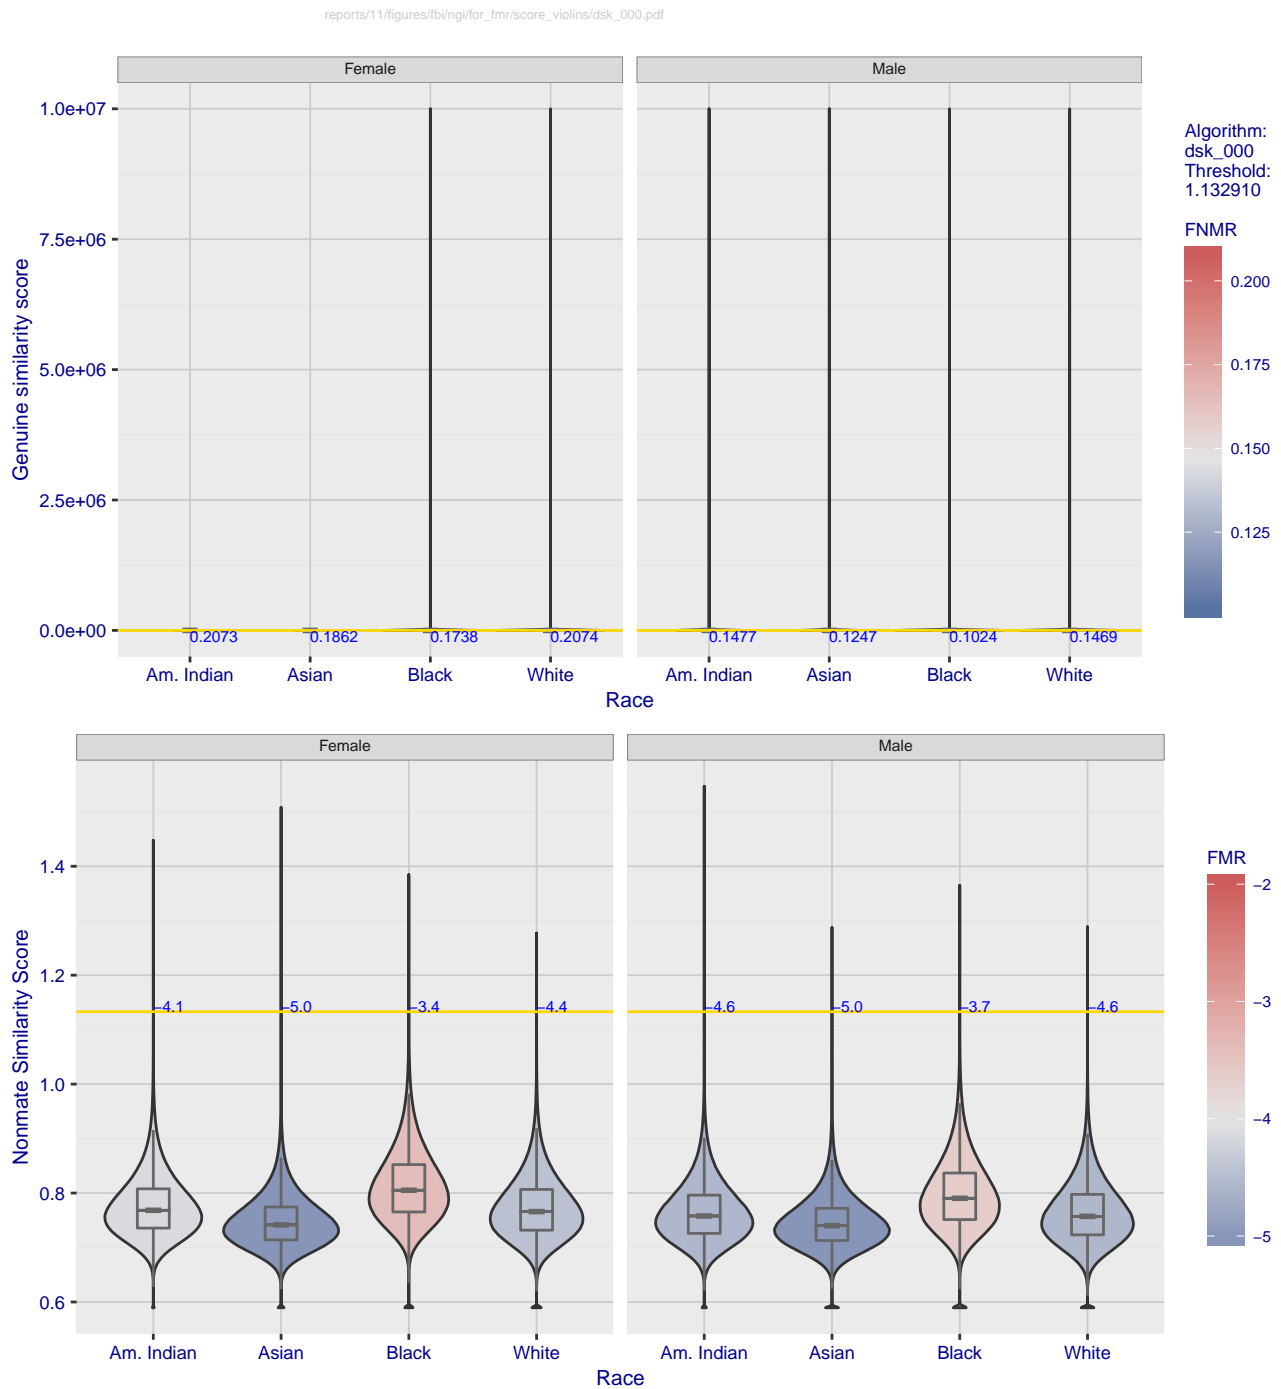 reports/11/figures/fbi/ngi/for_fmr/score_violins/dsk_000.pdf
Female
Male
1.0e+07
7.5e+06
5.0e+06
2.5e+06
0.0e+00
Genuine similarity score
0.2073
0.1862
0.1738
0.2074
0.1477
0.1247
0.1024
0.1469
Am. Indian
Asian
Black
White
Am. Indian
Asian
Black
White
Race
Algorithm:
dsk_000
Threshold:
1.132910
FNMR
0.200
0.175
0.150
0.125
Female
Male
1.4
1.2
1.0
0.8
0.6
Nonmate Similarity Score
−4.1
−5.0
−3.4
−4.4
−4.6
−5.0
−3.7
−4.6
Am. Indian
Asian
Black
White
Am. Indian
Asian
Black
White
Race
FMR
−2
−3
−4
−5